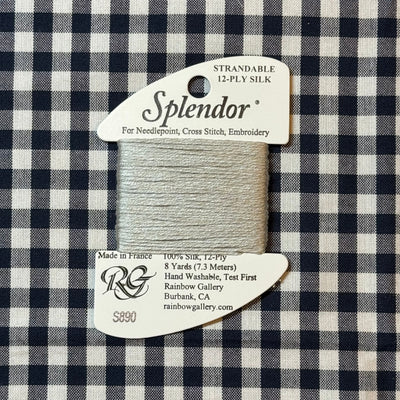 STRANDABLE
12-PLY SILK
Splendor®
For Needlepoint, Cross Stitch, Embroidery
Made in France
100% Silk, 12-Ply
8 Yards (7.3 Meters)
Hand Washable, Test First
Rainbow Gallery
Burbank, CA
rainbowgallery.com
RG
S890